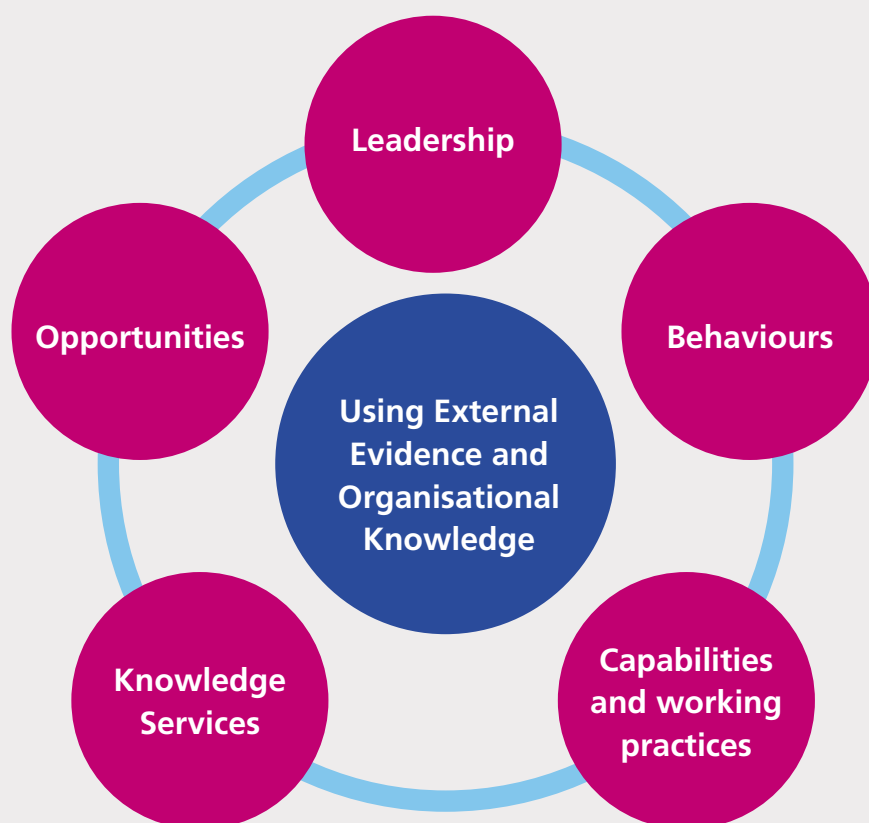 Leadership
Opportunities
Behaviours
Using External
Evidence and
Organisational
Knowledge
Knowledge
Services
Capabilities
and working
practices